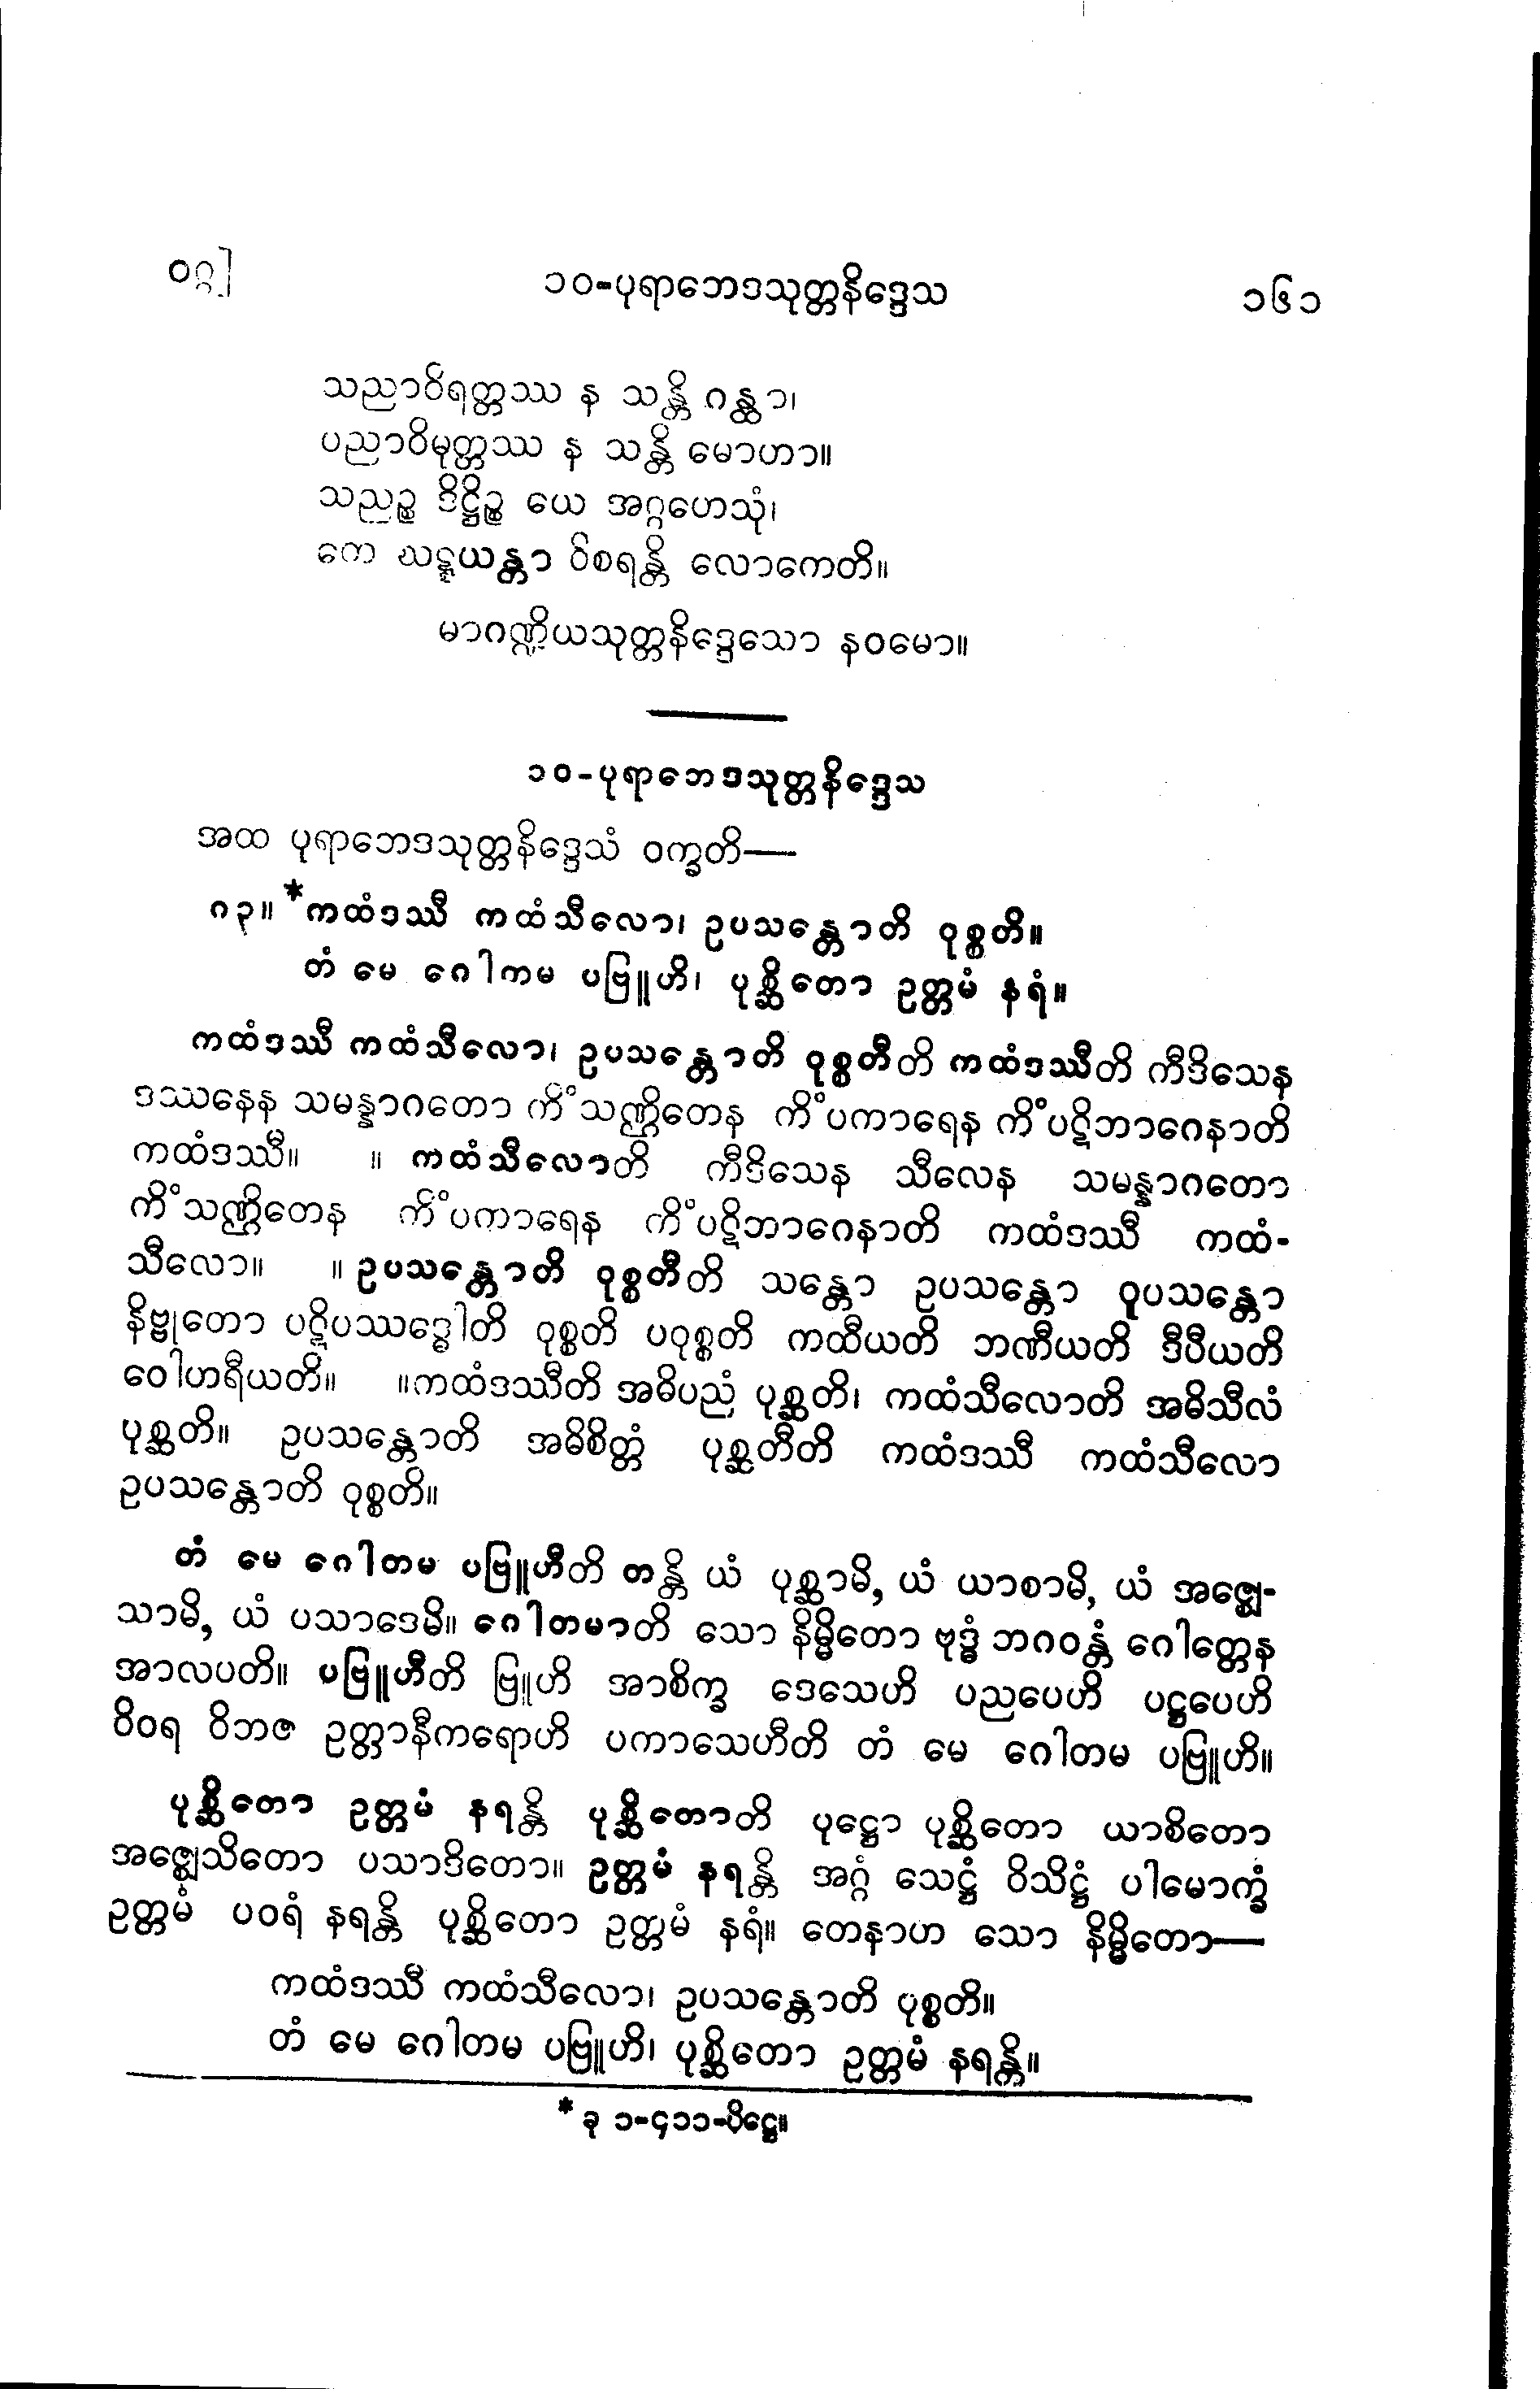 ၀ဂ္ဂ]
၁၀-ပုရာဘေဒသုတ္တနိဒ္ဒေသ
၁၆၁
သညာဝိရတ္တဿ န သန္တိ ဂန္ထာ၊
ပညာဝိမုတ္တဿ န သန္တိ မောဟာ။
သညဉ္စ ဒိဋ္ဌိဉ္စ ယေ အဂ္ဂဟေသုံ၊
ကေ ဃဋ္ဋယန္တာ ဝိစရန္တိ လောကေတိ။
မာဂဏ္ဍိယသုတ္တနိဒ္ဒေသော နဝမော။
၁၀-ပုရာဘေဒသုတ္တနိဒ္ဒေသ
အထ ပုရာဘေဒသုတ္တနိဒ္ဒေသံ ဝက္ခတိ—
၈၃။ *ကထံဒဿီ ကထံသီလော၊ ဥပသန္တောတိ ဝုစ္စတိ။
တံ မေ ဂေါကမ ပဗြူဟိ၊ ပုစ္ဆိတော ဥတ္တမံ နရံ။
ကထံဒဿီ ကထံသီလော၊ ဥပသန္တောတိ ဝုစ္စတီတိ ကထံဒဿီတိ ကီဒိသေန
ဒဿနေန သမန္နာဂတော ကိံသဏ္ဌိတေန ကိံပကာရေန ကိံပဋိဘာဂေနာတိ
ကထံဒဿီ။ ။ ကထံသီလောတိ ကီဒိသေန သီလေန သမန္နာဂတော
ကိံသဏ္ဌိတေန ကိံပကာရေန ကိံပဋိဘာဂေနာတိ ကထံဒဿီ ကထံ-
သီလော။ ။ ဥပသန္တောတိ ဝုစ္စတီတိ သန္တော ဥပသန္တော ဝူပသန္တော
နိဗ္ဗုတော ပဋိပဿဒ္ဓေါတိ ဝုစ္စတိ ပဝုစ္စတိ ကထီယတိ ဘဏီယတိ ဒီပီယတိ
ဝေါဟရီယတိ။ ။ကထံဒဿီတိ အဓိပညံ ပုစ္ဆတိ၊ ကထံသီလောတိ အဓိသီလံ
ပုစ္ဆတိ။ ဥပသန္တောတိ အဓိစိတ္တံ ပုစ္ဆတီတိ ကထံဒဿီ ကထံသီလော
ဥပသန္တောတိ ဝုစ္စတိ။
တံ မေ ဂေါတမ ပဗြူဟီတိ တန္တိ ယံ ပုစ္ဆာမိ, ယံ ယာစာမိ, ယံ အဇ္ဈေ-
သာမိ, ယံ ပသာဒေမိ။ ဂေါတမာတိ သော နိမ္မိတော ဗုဒ္ဓံ ဘဂဝန္တံ ဂေါတ္တေန
အာလပတိ။ ပဗြူဟီတိ ဗြူဟိ အာစိက္ခ ဒေသေဟိ ပညပေဟိ ပဋ္ဌပေဟိ
ဝိဝရ ဝိဘဇ ဥတ္တာနီကရောဟိ ပကာသေဟီတိ တံ မေ ဂေါတမ ပဗြူဟိ။
ပုစ္ဆိတော ဥတ္တမံ နရန္တိ ပုစ္ဆိတောတိ ပုဋ္ဌော ပုစ္ဆိတော ယာစိတော
အဇ္ဈေသိတော ပသာဒိတော။ ဥတ္တမံ နရန္တိ အဂ္ဂံ သေဋ္ဌံ ဝိသိဋ္ဌံ ပါမောက္ခံ
ဥတ္တမံ ပဝရံ နရန္တိ ပုစ္ဆိတော ဥတ္တမံ နရံ။ တေနာဟ သော နိမ္မိတော—
ကထံဒဿီ ကထံသီလော၊ ဥပသန္တောတိ ဝုစ္စတိ။
တံ မေ ဂေါတမ ပဗြူဟိ၊ ပုစ္ဆိတော ဥတ္တမံ နရန္တိ။
* ခု ၁-၄၁၁-ပိဋ္ဌေ။